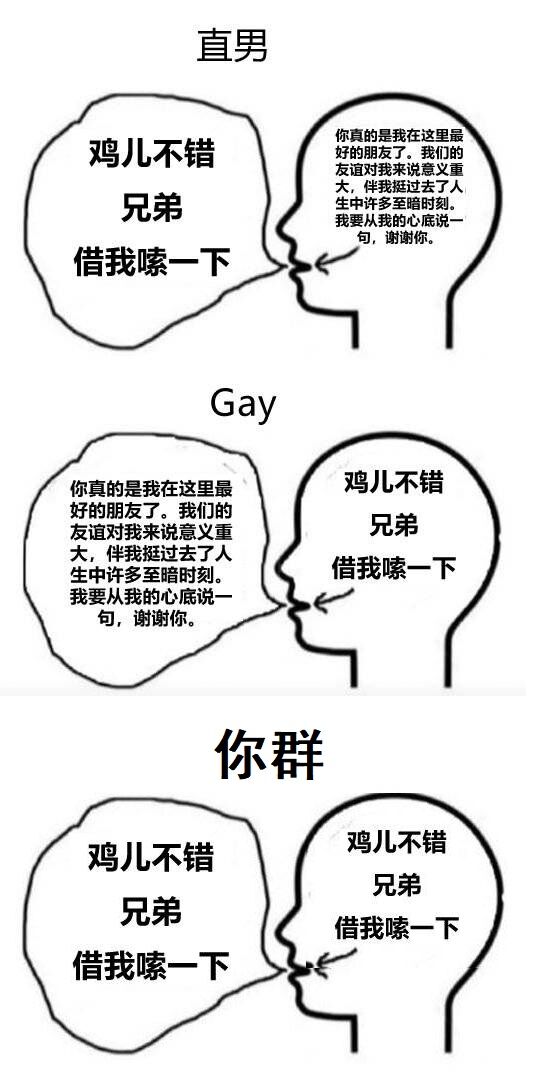 直男
鸡儿不错
兄弟
借我嗦一下
你真的是我在这里最
好的朋友了。我们的
友谊对我来说意义重
大，伴我挺过去了人
生中许多至暗时刻。
我要从我的心底说一
句，谢谢你。
Gay
你真的是我在这里最
好的朋友了。我们的
友谊对我来说意义重
大，伴我挺过去了人
生中许多至暗时刻。
我要从我的心底说一
句，谢谢你。
鸡儿不错
兄弟
借我嗦一下
你群
鸡儿不错
兄弟
借我嗦一下
鸡儿不错
兄弟
借我嗦一下